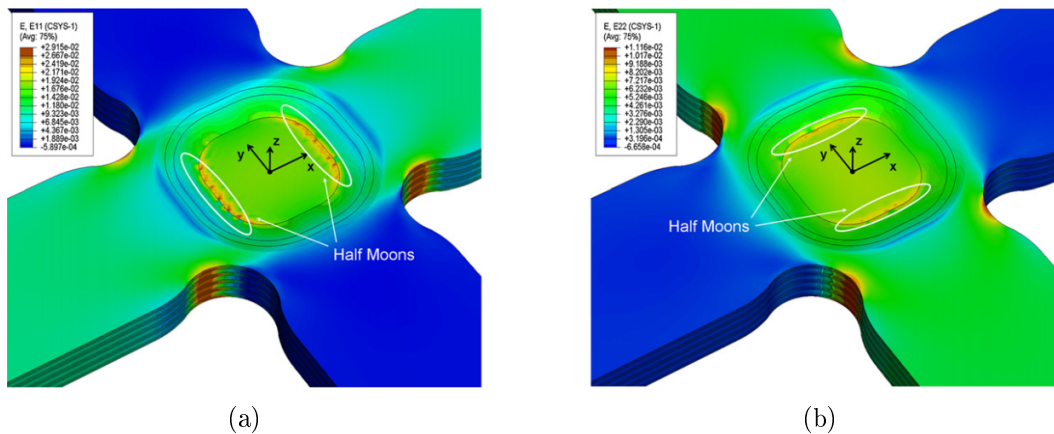 E, E11 (CSYS-1)
(Avg: 75%)
+2.915e-02
+2.667e-02
+2.419e-02
+2.171e-02
+1.924e-02
+1.676e-02
+1.428e-02
+1.180e-02
+9.323e-03
+6.845e-03
+4.367e-03
+1.889e-03
-5.897e-04
y
z
x
Half Moons
(a)
E, E22 (CSYS-1)
(Avg: 75%)
+1.116e-02
+1.017e-02
+9.188e-03
+8.202e-03
+7.217e-03
+6.232e-03
+5.246e-03
+4.261e-03
+3.276e-03
+2.290e-03
+1.305e-03
+3.196e-04
-6.658e-04
y
z
x
Half Moons
(b)